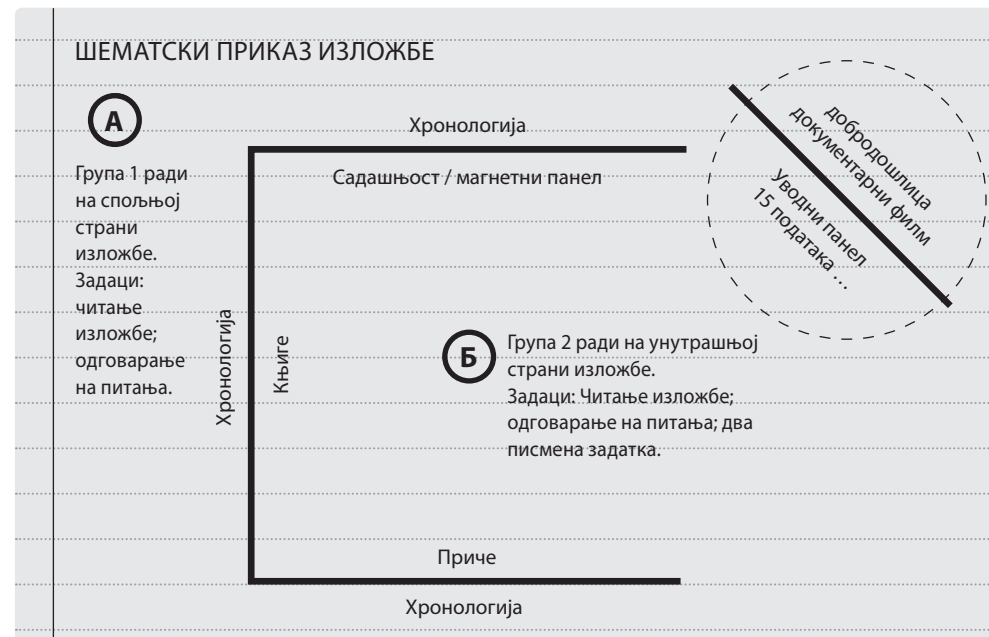 ШЕМАТСКИ ПРИКАЗ ИЗЛОЖБЕ
А
Група 1 ради
на спољњој
страни
изложбе.
Задаци:
читање
изложбе;
одговарање
на питања.
Хронологија
Садашњост / магнетни панел
добродошлица
документарни филм
Уводни панел
15 података ...
Хронологија
Књиге
Б
Група 2 ради на унутрашњој
страни изложбе.
Задаци: Читање изложбе;
одговарање на питања; два
писмена задатка.
Приче
Хронологија